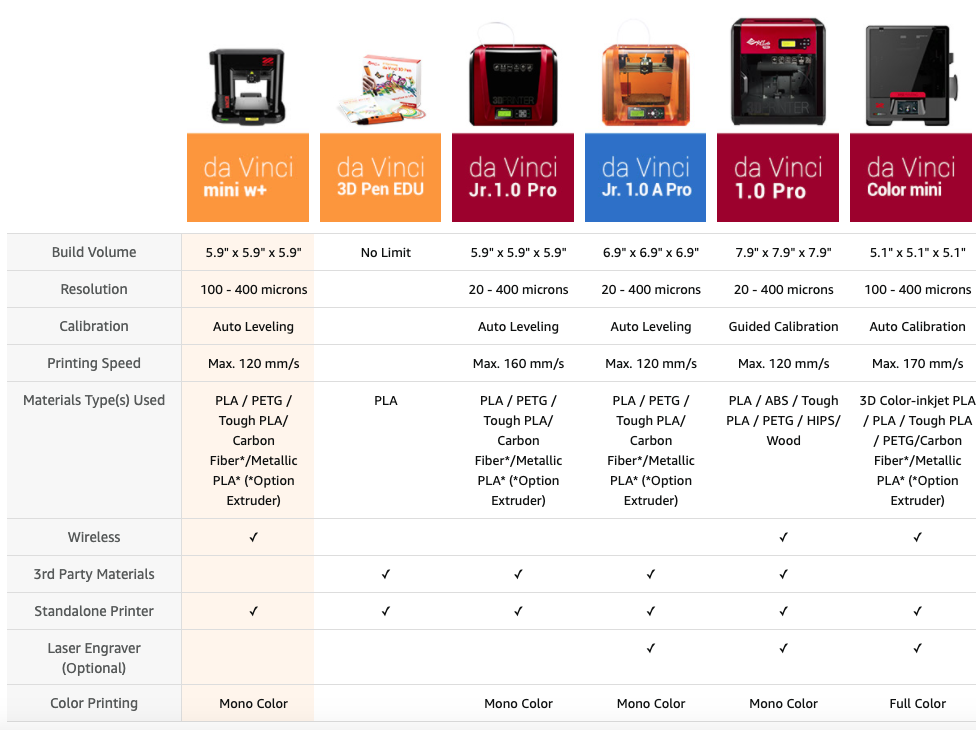 da Vinci
mini w+
da Vinci
3D Pen EDU
da Vinci
Jr.1.0 Pro
da Vinci
Jr. 1.0 A Pro
da Vinci
1.0 Pro
da Vinci
Color mini
Build Volume 5.9" x 5.9" x 5.9" No Limit 5.9" x 5.9" x 5.9" 6.9" x 6.9" x 6.9" 7.9" x 7.9" x 7.9" 5.1" x 5.1" x 5.1"
Resolution 100 - 400 microns 20 - 400 microns 20 - 400 microns 20 - 400 microns 100 - 400 microns
Calibration Auto Leveling Auto Leveling Auto Leveling Guided Calibration Auto Calibration
Printing Speed Max. 120 mm/s Max. 160 mm/s Max. 120 mm/s Max. 120 mm/s Max. 170 mm/s
Materials Type(s) Used
PLA / PETG /
Tough PLA/
Carbon
Fiber*/Metallic
PLA* (*Option
Extruder)
PLA
PLA / PETG /
Tough PLA/
Carbon
Fiber*/Metallic
PLA* (*Option
Extruder)
PLA / PETG /
Tough PLA/
Carbon
Fiber*/Metallic
PLA* (*Option
Extruder)
PLA / ABS / Tough
PLA / PETG / HIPS/
Wood
3D Color-inkjet PLA
/ PLA / Tough PLA
/ PETG/Carbon
Fiber*/Metallic
PLA* (*Option
Extruder)
Wireless ✓ ✓ ✓
3rd Party Materials ✓ ✓ ✓ ✓
Standalone Printer ✓ ✓ ✓ ✓ ✓ ✓
Laser Engraver
(Optional) ✓ ✓ ✓
Color Printing Mono Color Mono Color Mono Color Mono Color Full Color